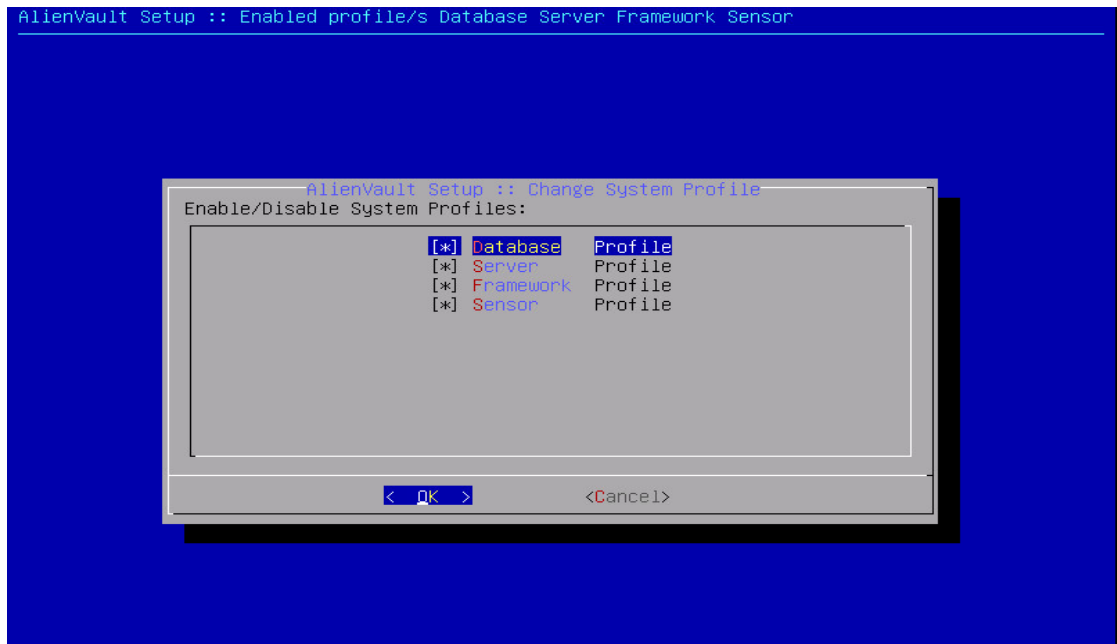 AlienVault Setup :: Enabled profile/s Database Server Framework Sensor
AlienVault Setup :: Change System Profile
Enable/Disable System Profiles:
[*] Database Profile
[*] Server Profile
[*] Framework Profile
[*] Sensor Profile
< OK > <Cancel>